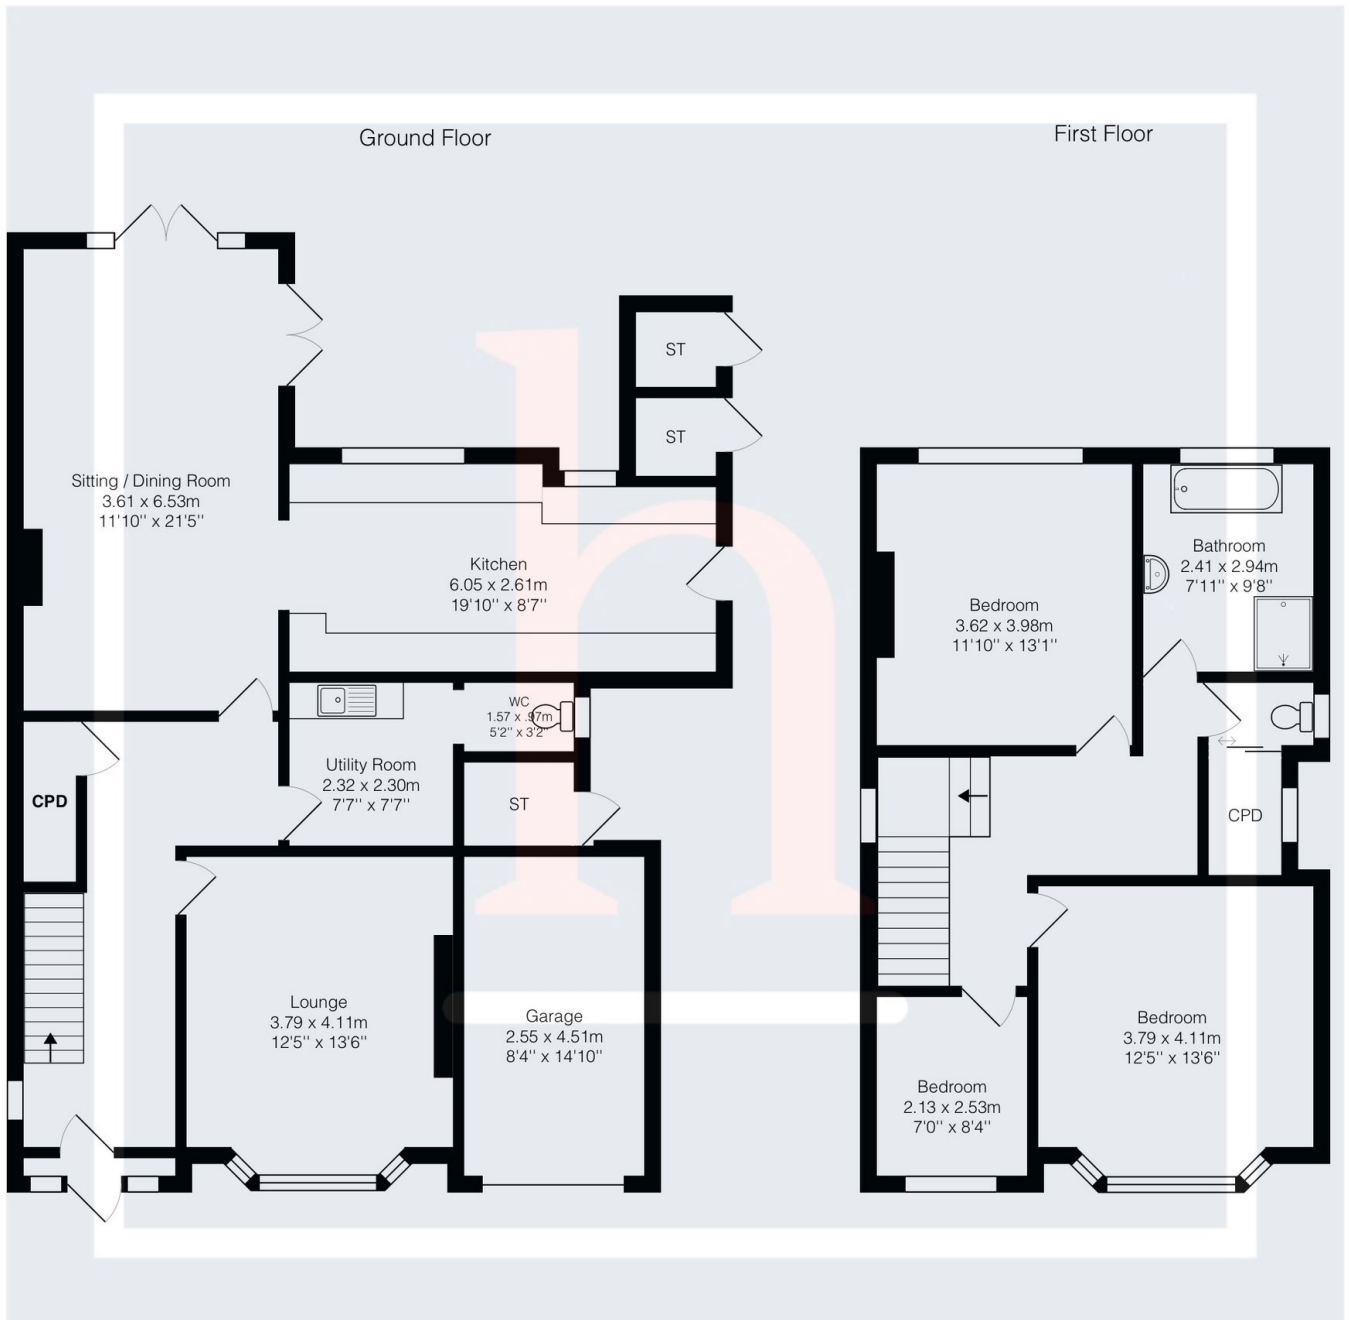 Ground Floor
First Floor
ST
ST
Sitting / Dining Room
3.61 x 6.53m
11'10" x 21'5"
Kitchen
6.05 x 2.61m
19'10" x 8'7"
WC
1.57 x .97m
5'2" x 3'2"
Utility Room
2.32 x 2.30m
7'7" x 7'7"
CPD
ST
Lounge
3.79 x 4.11m
12'5" x 13'6"
Garage
2.55 x 4.51m
8'4" x 14'10"
Bathroom
2.41 x 2.94m
7'11" x 9'8"
Bedroom
3.62 x 3.98m
11'10" x 13'1"
CPD
Bedroom
3.79 x 4.11m
12'5" x 13'6"
Bedroom
2.13 x 2.53m
7'0" x 8'4"
h